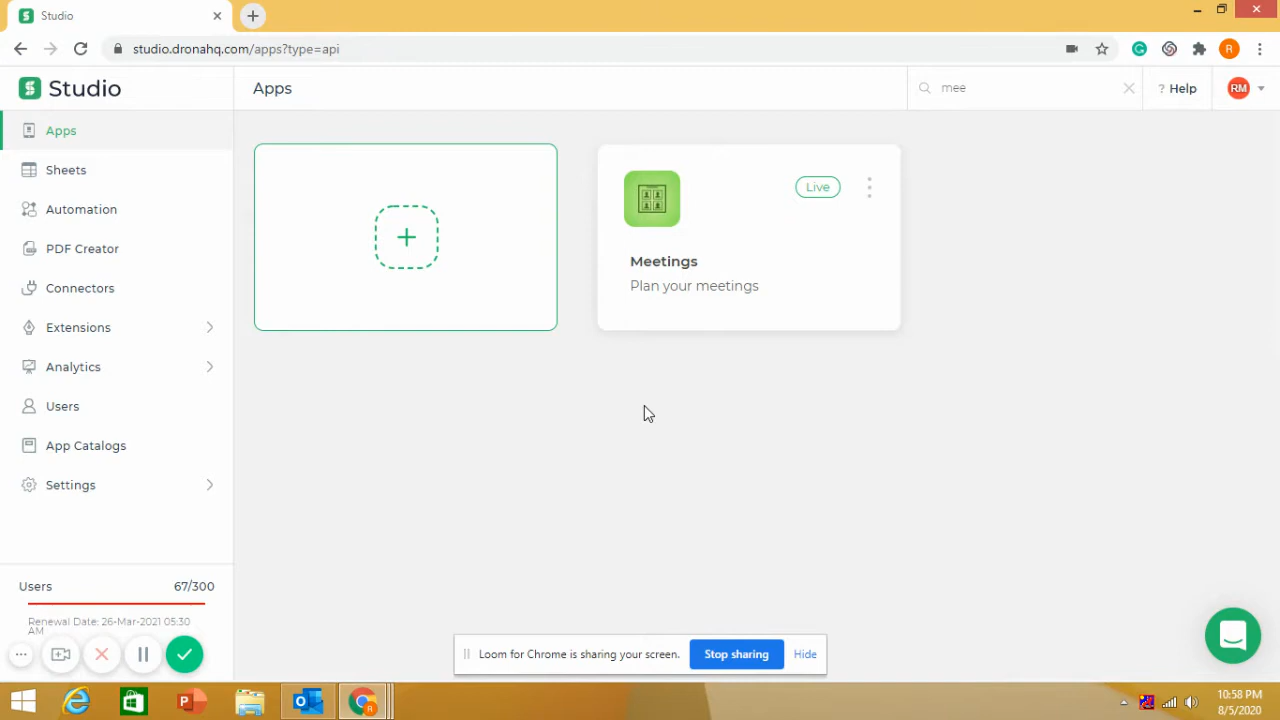 Studio
studio.dronahq.com/apps?type=api
R
Studio
Apps
mee
? Help
RM
Apps
Sheets
Automation
PDF Creator
Connectors
Extensions
Analytics
Users
App Catalogs
Settings
Live
Meetings
Plan your meetings
Users 67/300
Renewal Date: 26-Mar-2021 05:30
AM
Loom for Chrome is sharing your screen.
Stop sharing
Hide
10:58 PM
8/5/2020